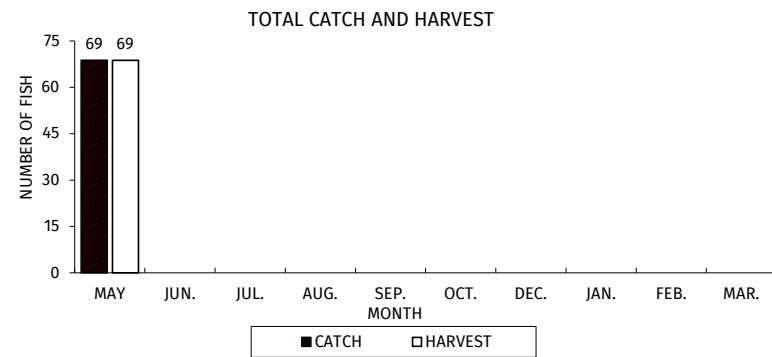 TOTAL CATCH AND HARVEST
75
69 69
60
45
30
15
0
NUMBER OF FISH
MAY JUN. JUL. AUG. SEP. OCT. DEC. JAN. FEB. MAR.
MONTH
CATCH HARVEST